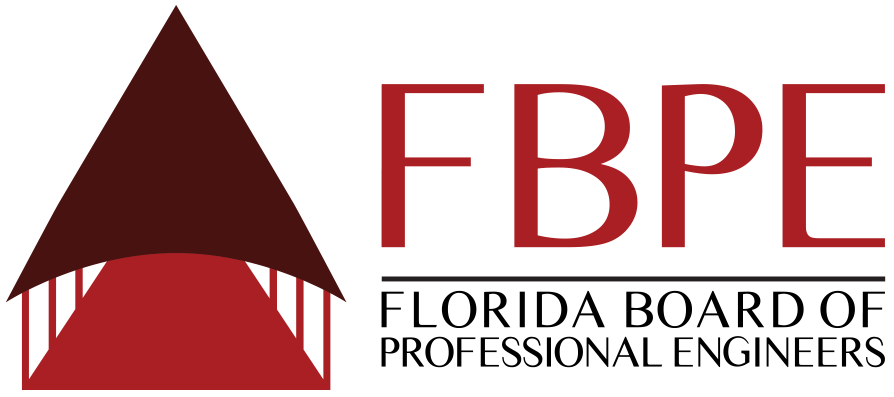 FBPE
FLORIDA BOARD OF
PROFESSIONAL ENGINEERS